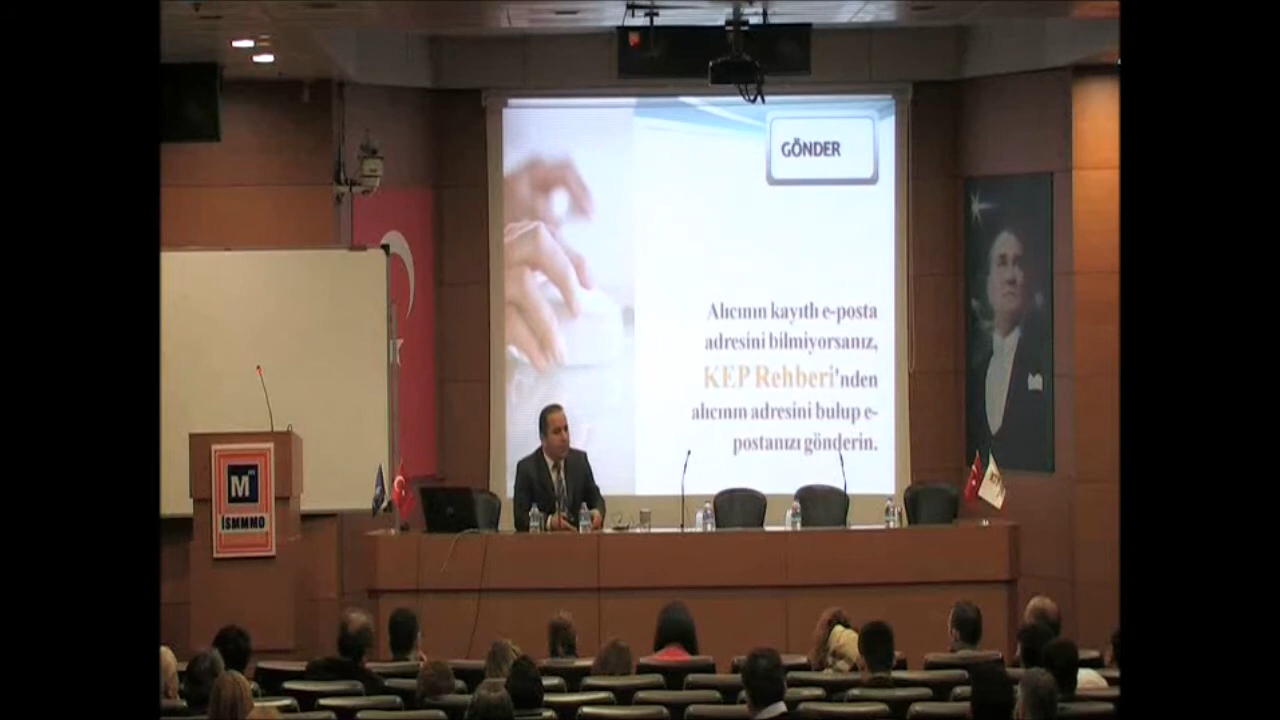 GÖNDER
Alıcının kayıtlı e-posta
adresini bilmiyorsanız,
KEP Rehberi'nden
alıcının adresini bulup e-
postanızı gönderin.
M
İSMMMO